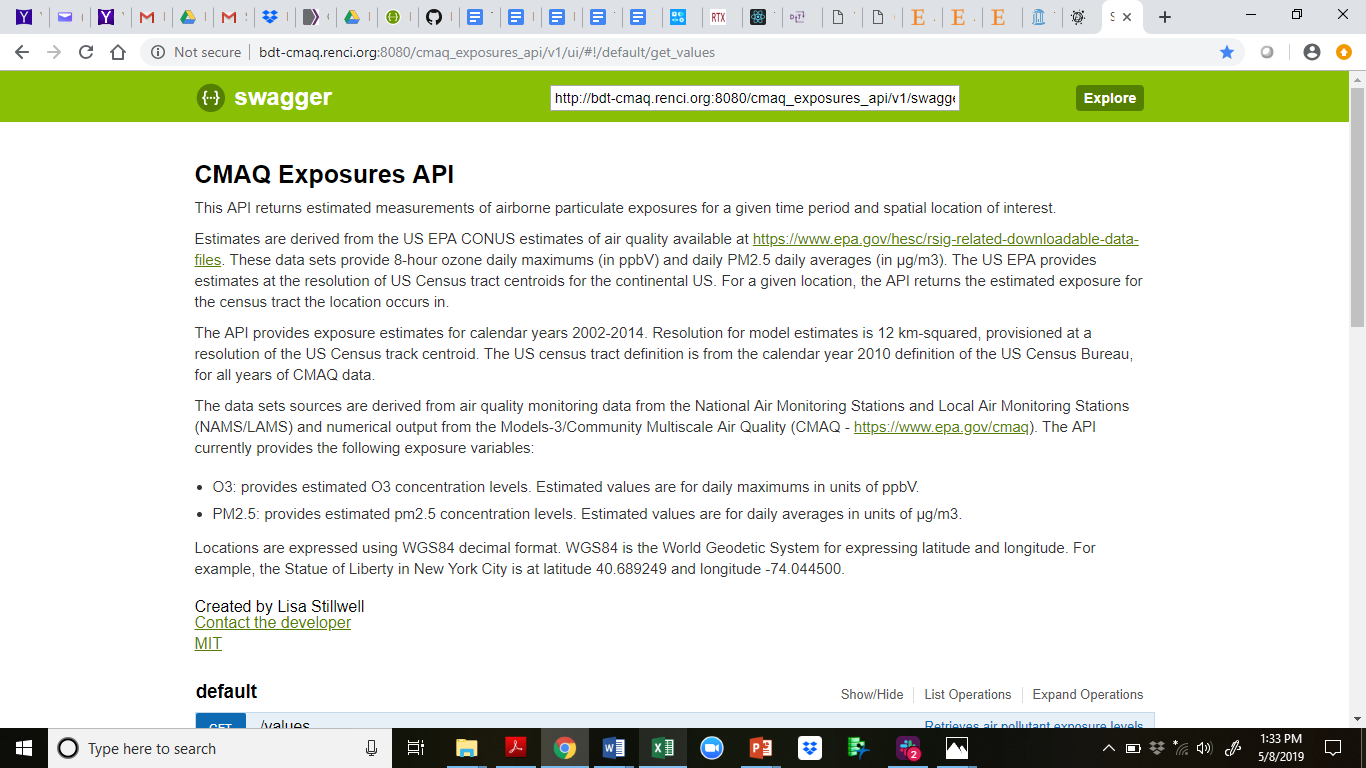 Not secure | bdt-cmaq.renci.org:8080/cmaq_exposures_api/v1/ui/#!/default/get_values
swagger
http://bdt-cmaq.renci.org:8080/cmaq_exposures_api/v1/swagge
Explore
CMAQ Exposures API
This API returns estimated measurements of airborne particulate exposures for a given time period and spatial location of interest.
Estimates are derived from the US EPA CONUS estimates of air quality available at https://www.epa.gov/hesc/rsig-related-downloadable-data-
files. These data sets provide 8-hour ozone daily maximums (in ppbV) and daily PM2.5 daily averages (in µg/m3). The US EPA provides
estimates at the resolution of US Census tract centroids for the continental US. For a given location, the API returns the estimated exposure for
the census tract the location occurs in.
The API provides exposure estimates for calendar years 2002-2014. Resolution for model estimates is 12 km-squared, provisioned at a
resolution of the US Census track centroid. The US census tract definition is from the calendar year 2010 definition of the US Census Bureau,
for all years of CMAQ data.
The data sets sources are derived from air quality monitoring data from the National Air Monitoring Stations and Local Air Monitoring Stations
(NAMS/LAMS) and numerical output from the Models-3/Community Multiscale Air Quality (CMAQ - https://www.epa.gov/cmaq). The API
currently provides the following exposure variables:
• O3: provides estimated O3 concentration levels. Estimated values are for daily maximums in units of ppbV.
• PM2.5: provides estimated pm2.5 concentration levels. Estimated values are for daily averages in units of µg/m3.
Locations are expressed using WGS84 decimal format. WGS84 is the World Geodetic System for expressing latitude and longitude. For
example, the Statue of Liberty in New York City is at latitude 40.689249 and longitude -74.044500.
Created by Lisa Stillwell
Contact the developer
MIT
default
Show/Hide | List Operations | Expand Operations
GET /values Retrieves air pollutant exposure levels
Type here to search
1:33 PM
5/8/2019